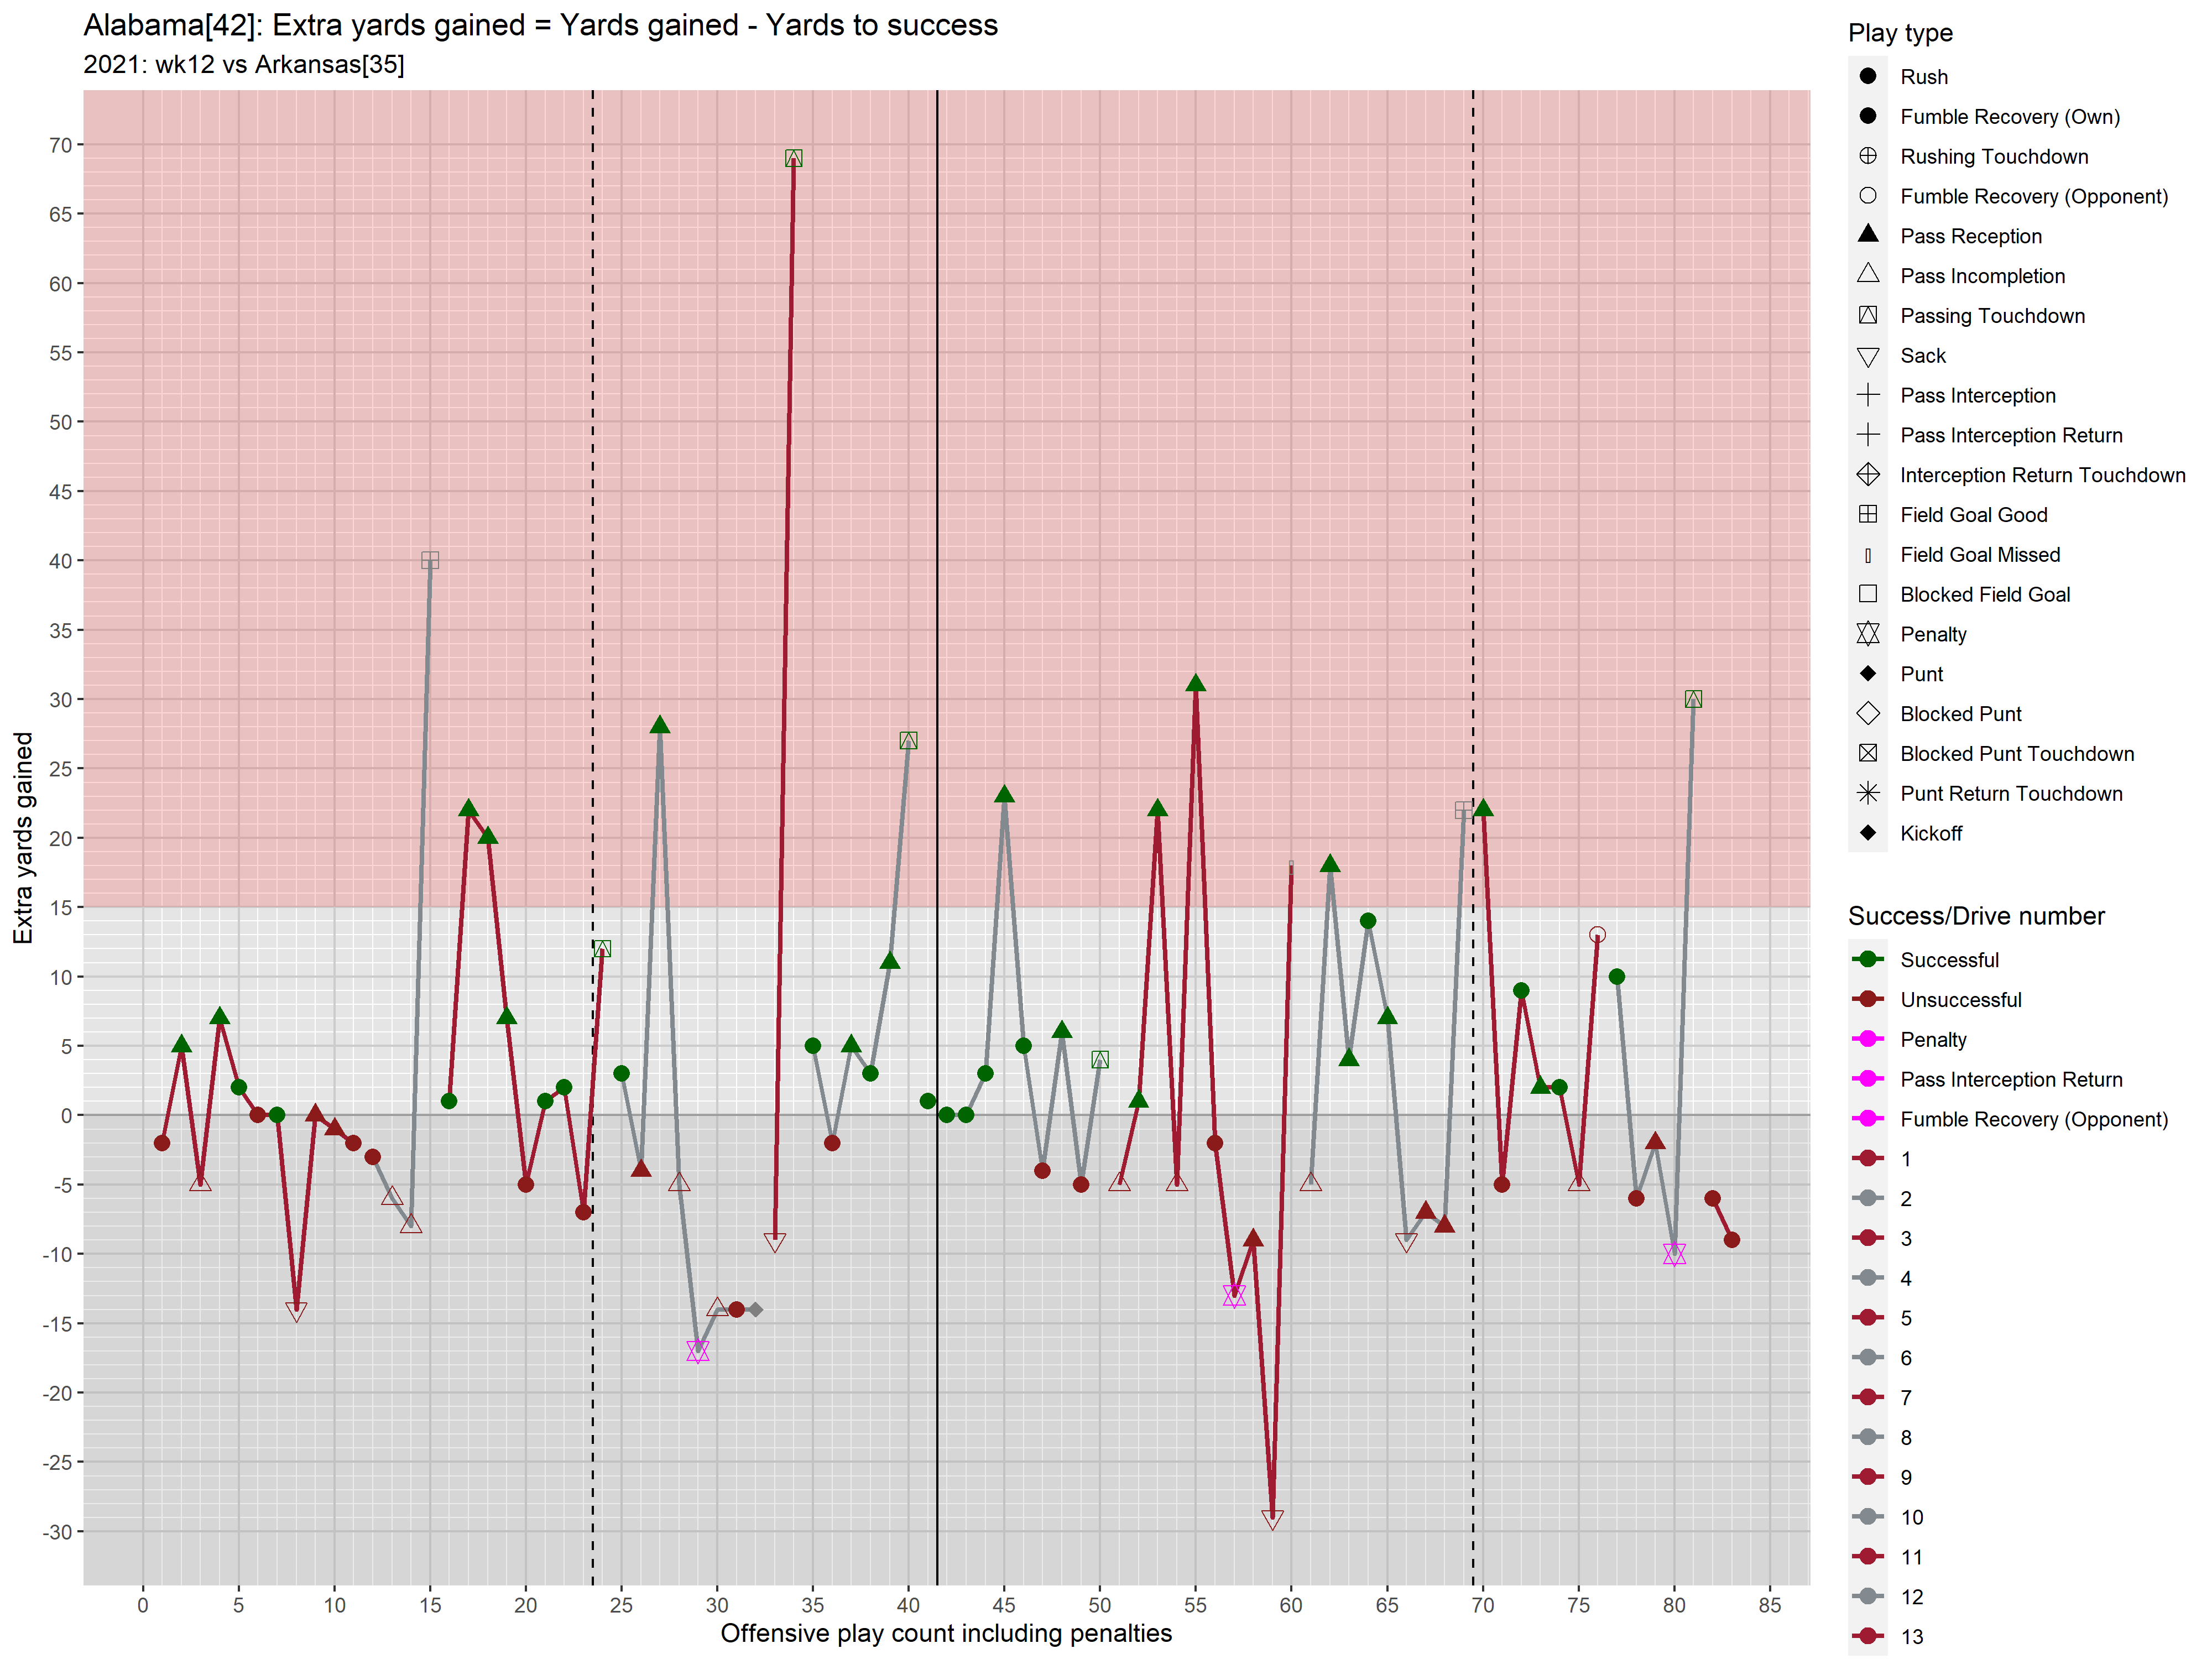 Alabama[42]: Extra yards gained = Yards gained - Yards to success
2021: wk12 vs Arkansas[35]
Extra yards gained
70
65
60
55
50
45
40
35
30
25
20
15
10
5
0
-5
-10
-15
-20
-25
-30
0 5 10 15 20 25 30 35 40 45 50 55 60 65 70 75 80 85
Offensive play count including penalties
Play type
Rush
Fumble Recovery (Own)
Rushing Touchdown
Fumble Recovery (Opponent)
Pass Reception
Pass Incompletion
Passing Touchdown
Sack
Pass Interception
Pass Interception Return
Interception Return Touchdown
Field Goal Good
Field Goal Missed
Blocked Field Goal
Penalty
Punt
Blocked Punt
Blocked Punt Touchdown
Punt Return Touchdown
Kickoff
Success/Drive number
Successful
Unsuccessful
Penalty
Pass Interception Return
Fumble Recovery (Opponent)
1
2
3
4
5
6
7
8
9
10
11
12
13